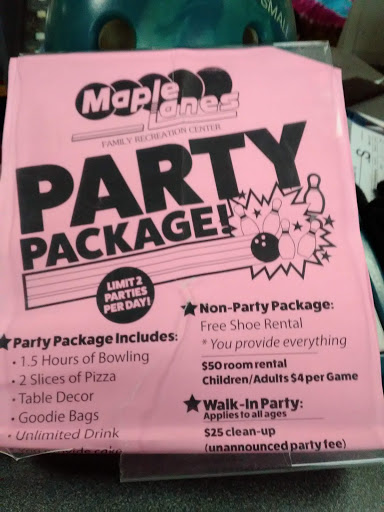 SMAL
Maple
Lanes
FAMILY RECREATION CENTER
PARTY
PACKAGE!
LIMIT 2
PARTIES
PER DAY!
★Party Package Includes:
• 1.5 Hours of Bowling
• 2 Slices of Pizza
• Table Decor
• Goodie Bags
• Unlimited Drink
★Non-Party Package:
Free Shoe Rental
* You provide everything
$50 room rental
Children/Adults $4 per Game
★Walk-In Party:
Applies to all ages
$25 clean-up
(unannounced party fee)